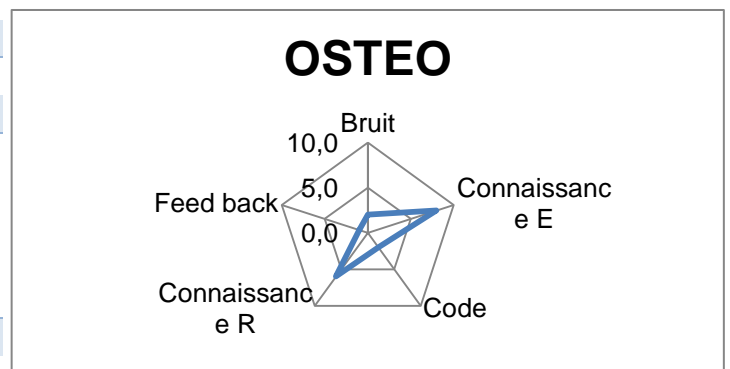 OSTEO
Bruit
10,0
5,0
0,0
Connaissanc
e E
Feed back
Connaissanc
e R
Code